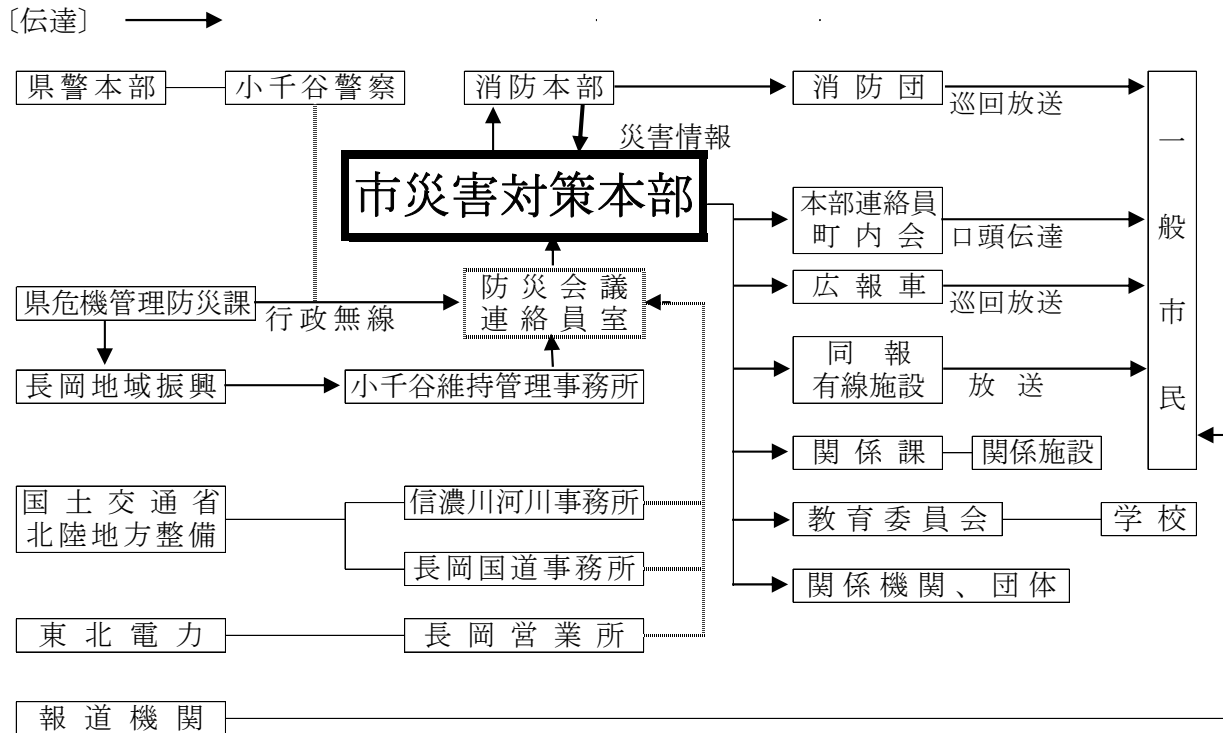 〔伝達〕
県警本部
小千谷警察
消防本部
消防団
巡回放送
災害情報
市災害対策本部
本部連絡員
町内会
口頭伝達
一般市民
県危機管理防災課
行政無線
防災会議
連絡員室
広報車
巡回放送
長岡地域振興
小千谷維持管理事務所
同報
有線施設
放送
関係課
関係施設
国土交通省
北陸地方整備
信濃川河川事務所
教育委員会
学校
長岡国道事務所
関係機関、団体
東北電力
長岡営業所
報道機関